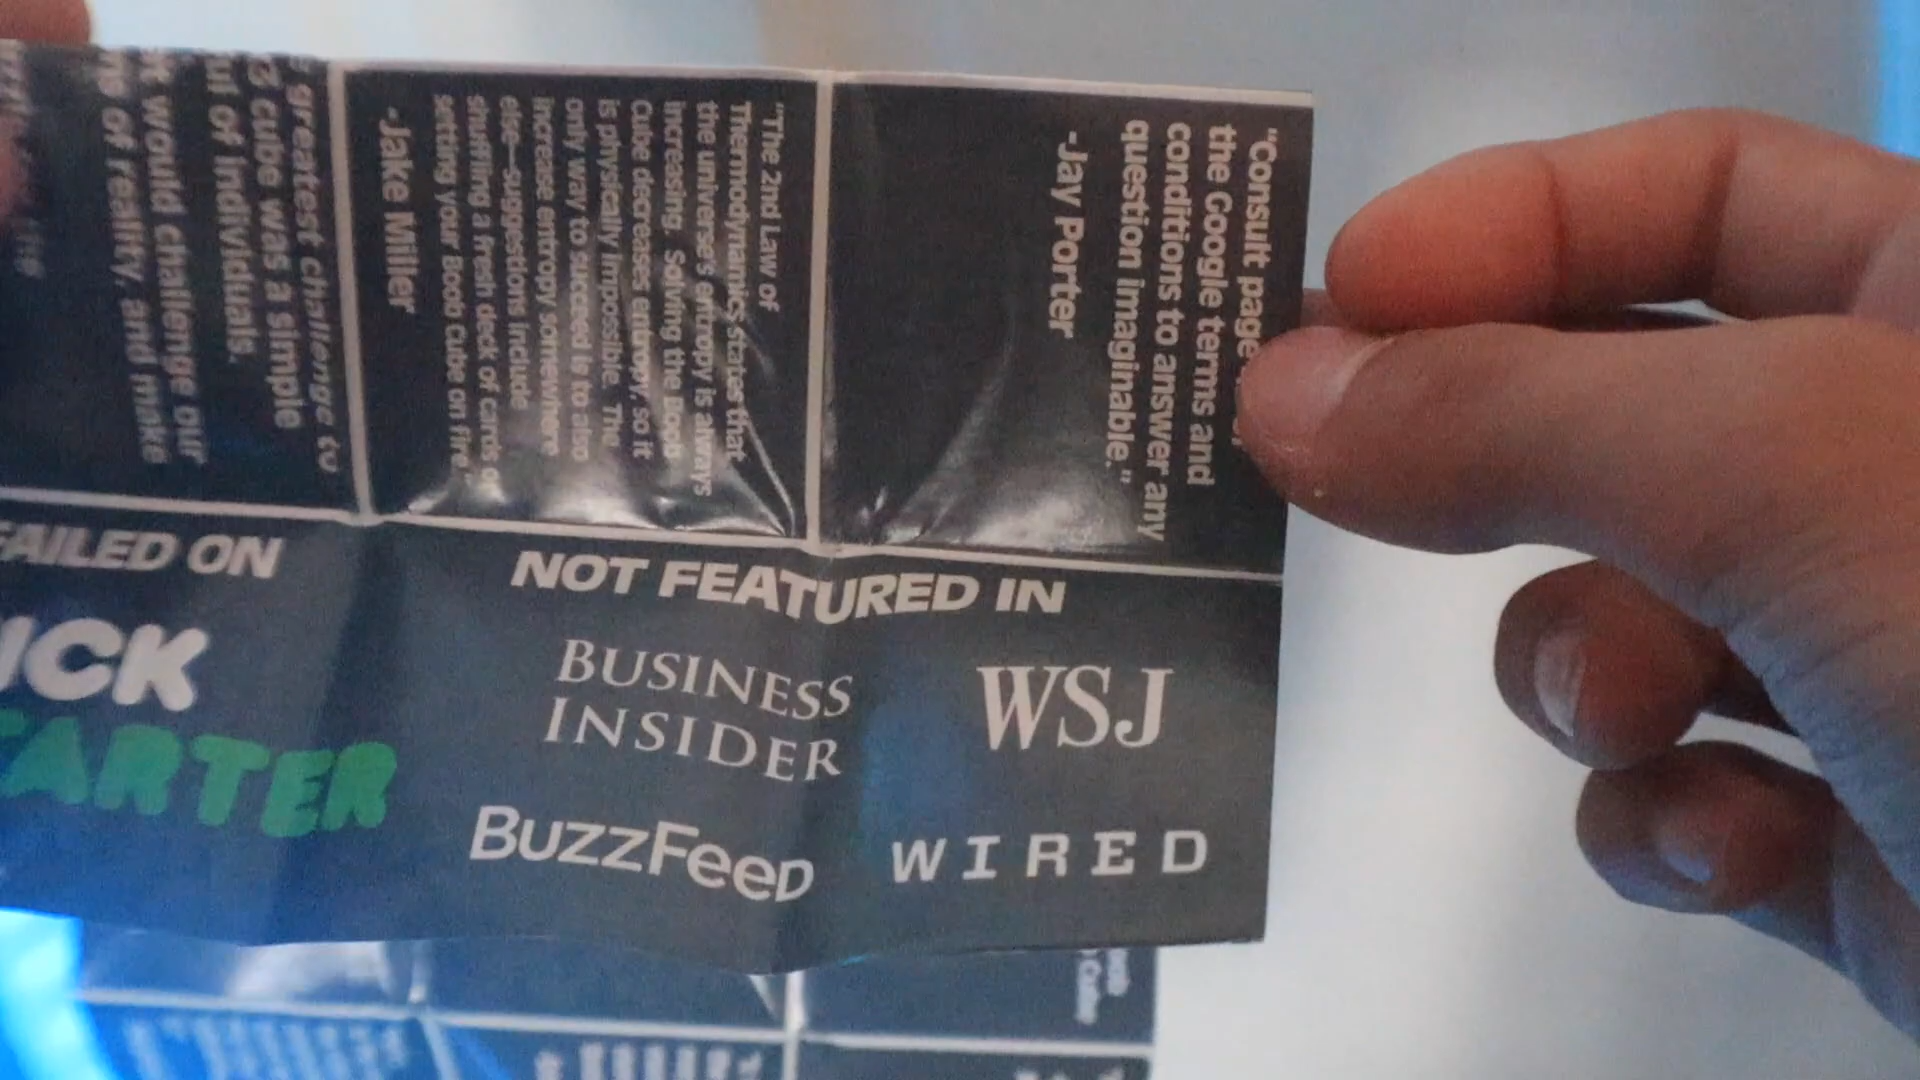 "Consult page
the Google terms and
conditions to answer any
question imaginable."
-Jay Porter
"The 2nd Law of
Thermodynamics states that
the universe's entropy is always
increasing. Solving the Boob
Cube decreases entropy, so it
is physically impossible. The
only way to succeed is to also
increase entropy somewhere
else—suggestions include
shuffling a fresh deck of cards or
setting your Boob Cube on fire."
-Jake Miller
greatest challenge to
cube was a simple
of individuals.
would challenge our
of reality, and make
FAILED ON
ICK
TARTER
NOT FEATURED IN
BUSINESS
INSIDER
WSJ
BuzzFeeD
WIRED